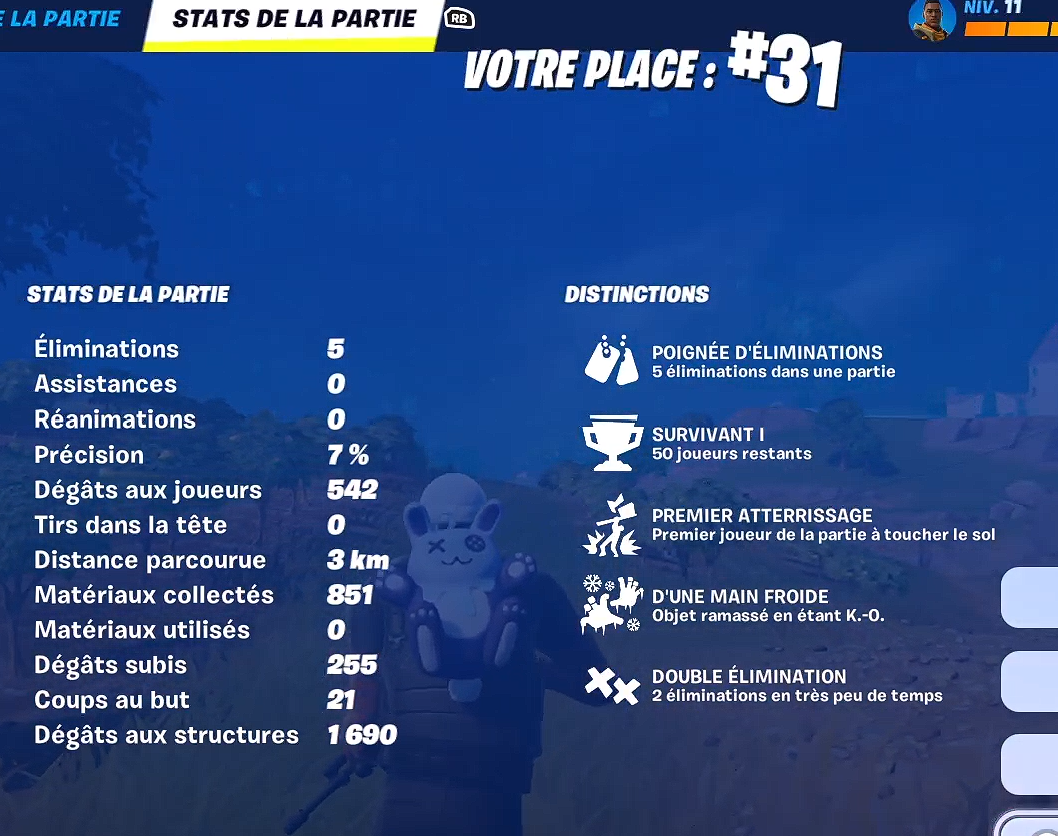 E LA PARTIE
STATS DE LA PARTIE
RB
NIV. 11
VOTRE PLACE : #31
STATS DE LA PARTIE
Éliminations 5
Assistances 0
Réanimations 0
Précision 7 %
Dégâts aux joueurs 542
Tirs dans la tête 0
Distance parcourue 3 km
Matériaux collectés 851
Matériaux utilisés 0
Dégâts subis 255
Coups au but 21
Dégâts aux structures 1 690
DISTINCTIONS
POIGNÉE D'ÉLIMINATIONS
5 éliminations dans une partie
SURVIVANT I
50 joueurs restants
PREMIER ATTERRISSAGE
Premier joueur de la partie à toucher le sol
D'UNE MAIN FROIDE
Objet ramassé en étant K.-O.
DOUBLE ÉLIMINATION
2 éliminations en très peu de temps